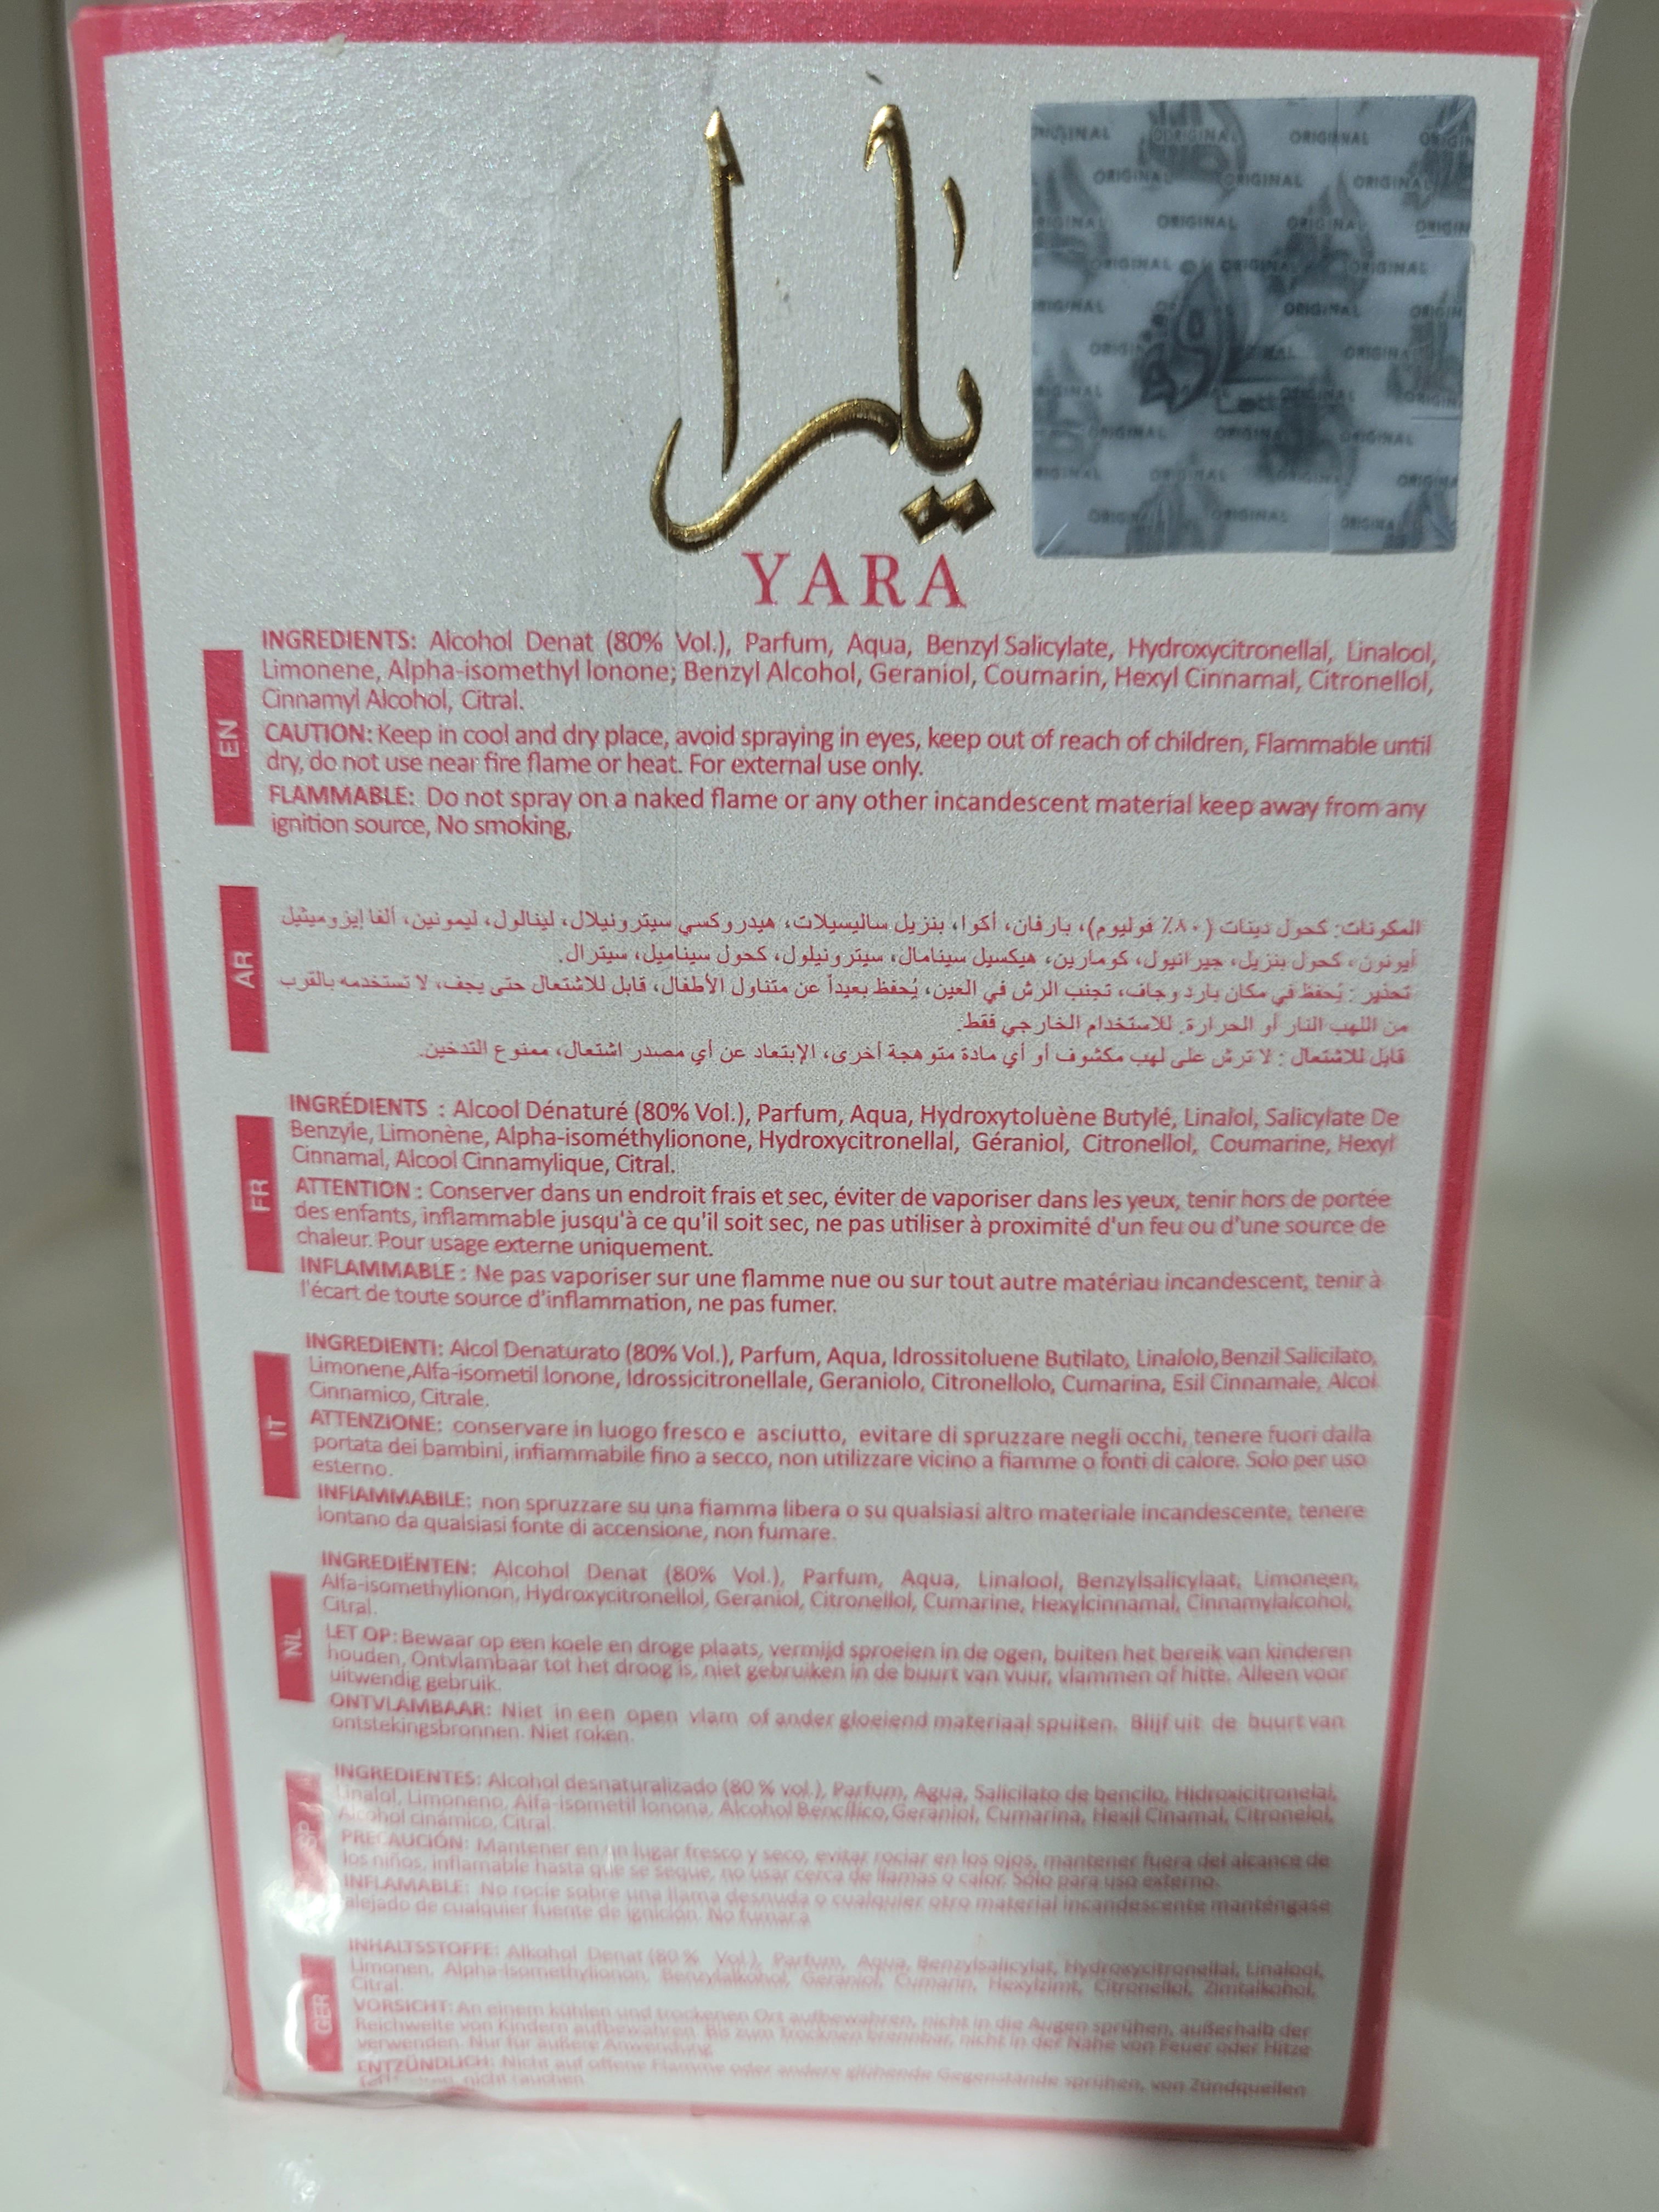 يارا
ORIGINAL
YARA
EN
INGREDIENTS: Alcohol Denat (80% Vol.), Parfum, Aqua, Benzyl Salicylate, Hydroxycitronellal, Linalool,
Limonene, Alpha-isomethyl Ionone; Benzyl Alcohol, Geraniol, Coumarin, Hexyl Cinnamal, Citronellol,
Cinnamyl Alcohol, Citral.
CAUTION: Keep in cool and dry place, avoid spraying in eyes, keep out of reach of children, Flammable until
dry, do not use near fire flame or heat. For external use only.
FLAMMABLE: Do not spray on a naked flame or any other incandescent material keep away from any
ignition source, No smoking,
AR
المكونات: كحول دينات (٨٠٪ فوليوم)، بارفان، أكوا، بنزيل ساليسيلات، هيدروكسي سيترونيلال، لينالول، ليمونين، ألفا إيزوميثيل
أيونون، كحول بنزيل، جيرانيول، كومارين، هيكسيل سينامال، سيترونيلول، كحول سيناميل، سيترال.
تحذير: يُحفظ في مكان بارد وجاف، تجنب الرش في العين، يُحفظ بعيداً عن متناول الأطفال، قابل للاشتعال حتى يجف، لا تستخدمه بالقرب
من اللهب النار أو الحرارة. للاستخدام الخارجي فقط.
قابل للاشتعال: لا ترش على لهب مكشوف أو أي مادة متوهجة أخرى، الإبتعاد عن أي مصدر اشتعال، ممنوع التدخين.
FR
INGRÉDIENTS : Alcool Dénaturé (80% Vol.), Parfum, Aqua, Hydroxytoluène Butylé, Linalol, Salicylate De
Benzyle, Limonène, Alpha-isométhylionone, Hydroxycitronellal, Géraniol, Citronellol, Coumarine, Hexyl
Cinnamal, Alcool Cinnamylique, Citral.
ATTENTION : Conserver dans un endroit frais et sec, éviter de vaporiser dans les yeux, tenir hors de portée
des enfants, inflammable jusqu'à ce qu'il soit sec, ne pas utiliser à proximité d'un feu ou d'une source de
chaleur. Pour usage externe uniquement.
INFLAMMABLE : Ne pas vaporiser sur une flamme nue ou sur tout autre matériau incandescent, tenir à
l'écart de toute source d'inflammation, ne pas fumer.
IT
INGREDIENTI: Alcol Denaturato (80% Vol.), Parfum, Aqua, Idrossitoluene Butilato, Linalolo, Benzil Salicilato,
Limonene,Alfa-isometil Ionone, Idrossicitronellale, Geraniolo, Citronellolo, Cumarina, Esil Cinnamale, Alcol
Cinnamico, Citrale.
ATTENZIONE: conservare in luogo fresco e asciutto, evitare di spruzzare negli occhi, tenere fuori dalla
portata dei bambini, infiammabile fino a secco, non utilizzare vicino a fiamme o fonti di calore. Solo per uso
esterno.
INFIAMMABILE: non spruzzare su una fiamma libera o su qualsiasi altro materiale incandescente, tenere
lontano da qualsiasi fonte di accensione, non fumare.
NL
INGREDIËNTEN: Alcohol Denat (80% Vol.), Parfum, Aqua, Linalool, Benzylsalicylaat, Limoneen,
Alfa-isomethylionon, Hydroxycitronellol, Geraniol, Citronellol, Cumarine, Hexylcinnamal, Cinnamylalcohol,
Citral.
LET OP: Bewaar op een koele en droge plaats, vermijd sproeien in de ogen, buiten het bereik van kinderen
houden, Ontvlambaar tot het droog is, niet gebruiken in de buurt van vuur, vlammen of hitte. Alleen voor
uitwendig gebruik.
ONTVLAMBAAR: Niet in een open vlam of ander gloeiend materiaal spuiten. Blijf uit de buurt van
ontstekingsbronnen. Niet roken.
SP
INGREDIENTES: Alcohol desnaturalizado (80 % vol.), Parfum, Agua, Salicilato de bencilo, Hidroxicitronelal,
Linalol, Limoneno, Alfa-isometil Ionona, Alcohol Bencílico, Geraniol, Cumarina, Hexil Cinamal, Citronelol,
Alcohol cinámico, Citral.
PRECAUCIÓN: Mantener en un lugar fresco y seco, evitar rociar en los ojos, mantener fuera del alcance de
los niños, inflamable hasta que se seque, no usar cerca de llamas o calor. Sólo para uso externo.
INFLAMABLE: No rocíe sobre una llama desnuda o cualquier otro material incandescente manténgase
alejado de cualquier fuente de ignición. No fumara
GER
INHALTSSTOFFE: Alkohol Denat (80 % Vol.), Parfum, Aqua, Benzylsalicylat, Hydroxycitronellal, Linalool,
Limonen, Alpha-Isomethylionon, Benzylalkohol, Geraniol, Cumarin, Hexylzimt, Citronellol, Zimtalkohol,
Citral.
VORSICHT: An einem kühlen und trockenen Ort aufbewahren, nicht in die Augen sprühen, außerhalb der
Reichweite von Kindern aufbewahren. Bis zum Trocknen brennbar, nicht in der Nähe von Feuer oder Hitze
verwenden. Nur für äußere Anwendung.
ENTZÜNDLICH: Nicht auf offene Flamme oder andere glühende Gegenstände sprühen, von Zündquellen
nicht rauchen.